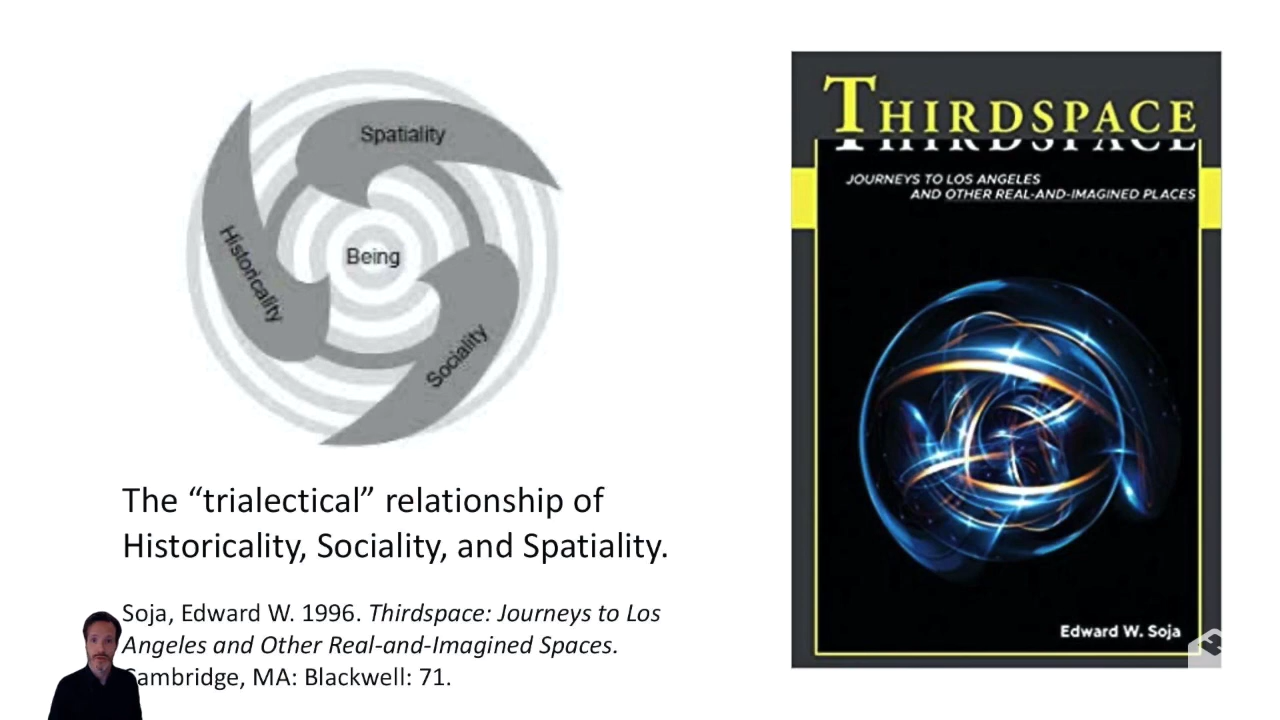 Spatiality
Historicality
Being
Sociality
The “trialectical” relationship of
Historicality, Sociality, and Spatiality.
Soja, Edward W. 1996. Thirdspace: Journeys to Los
Angeles and Other Real-and-Imagined Spaces.
Cambridge, MA: Blackwell: 71.
THIRDSPACE
JOURNEYS TO LOS ANGELES
AND OTHER REAL-AND-IMAGINED PLACES
Edward W. Soja